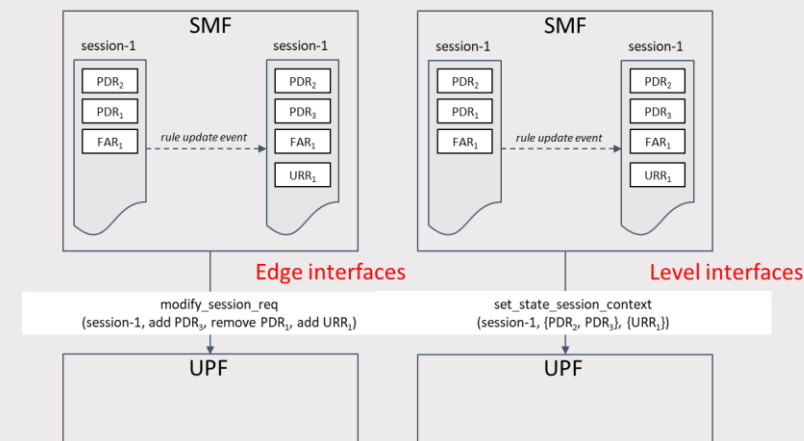 SMF
session-1
session-1
PDR₂
PDR₁
FAR₁
rule update event
PDR₂
PDR₃
FAR₁
URR₁
Edge interfaces
modify_session_req
(session-1, add PDR₃, remove PDR₁, add URR₁)
UPF
SMF
session-1
session-1
PDR₂
PDR₁
FAR₁
rule update event
PDR₂
PDR₃
FAR₁
URR₁
Level interfaces
set_state_session_context
(session-1, {PDR₂, PDR₃}, {URR₁})
UPF